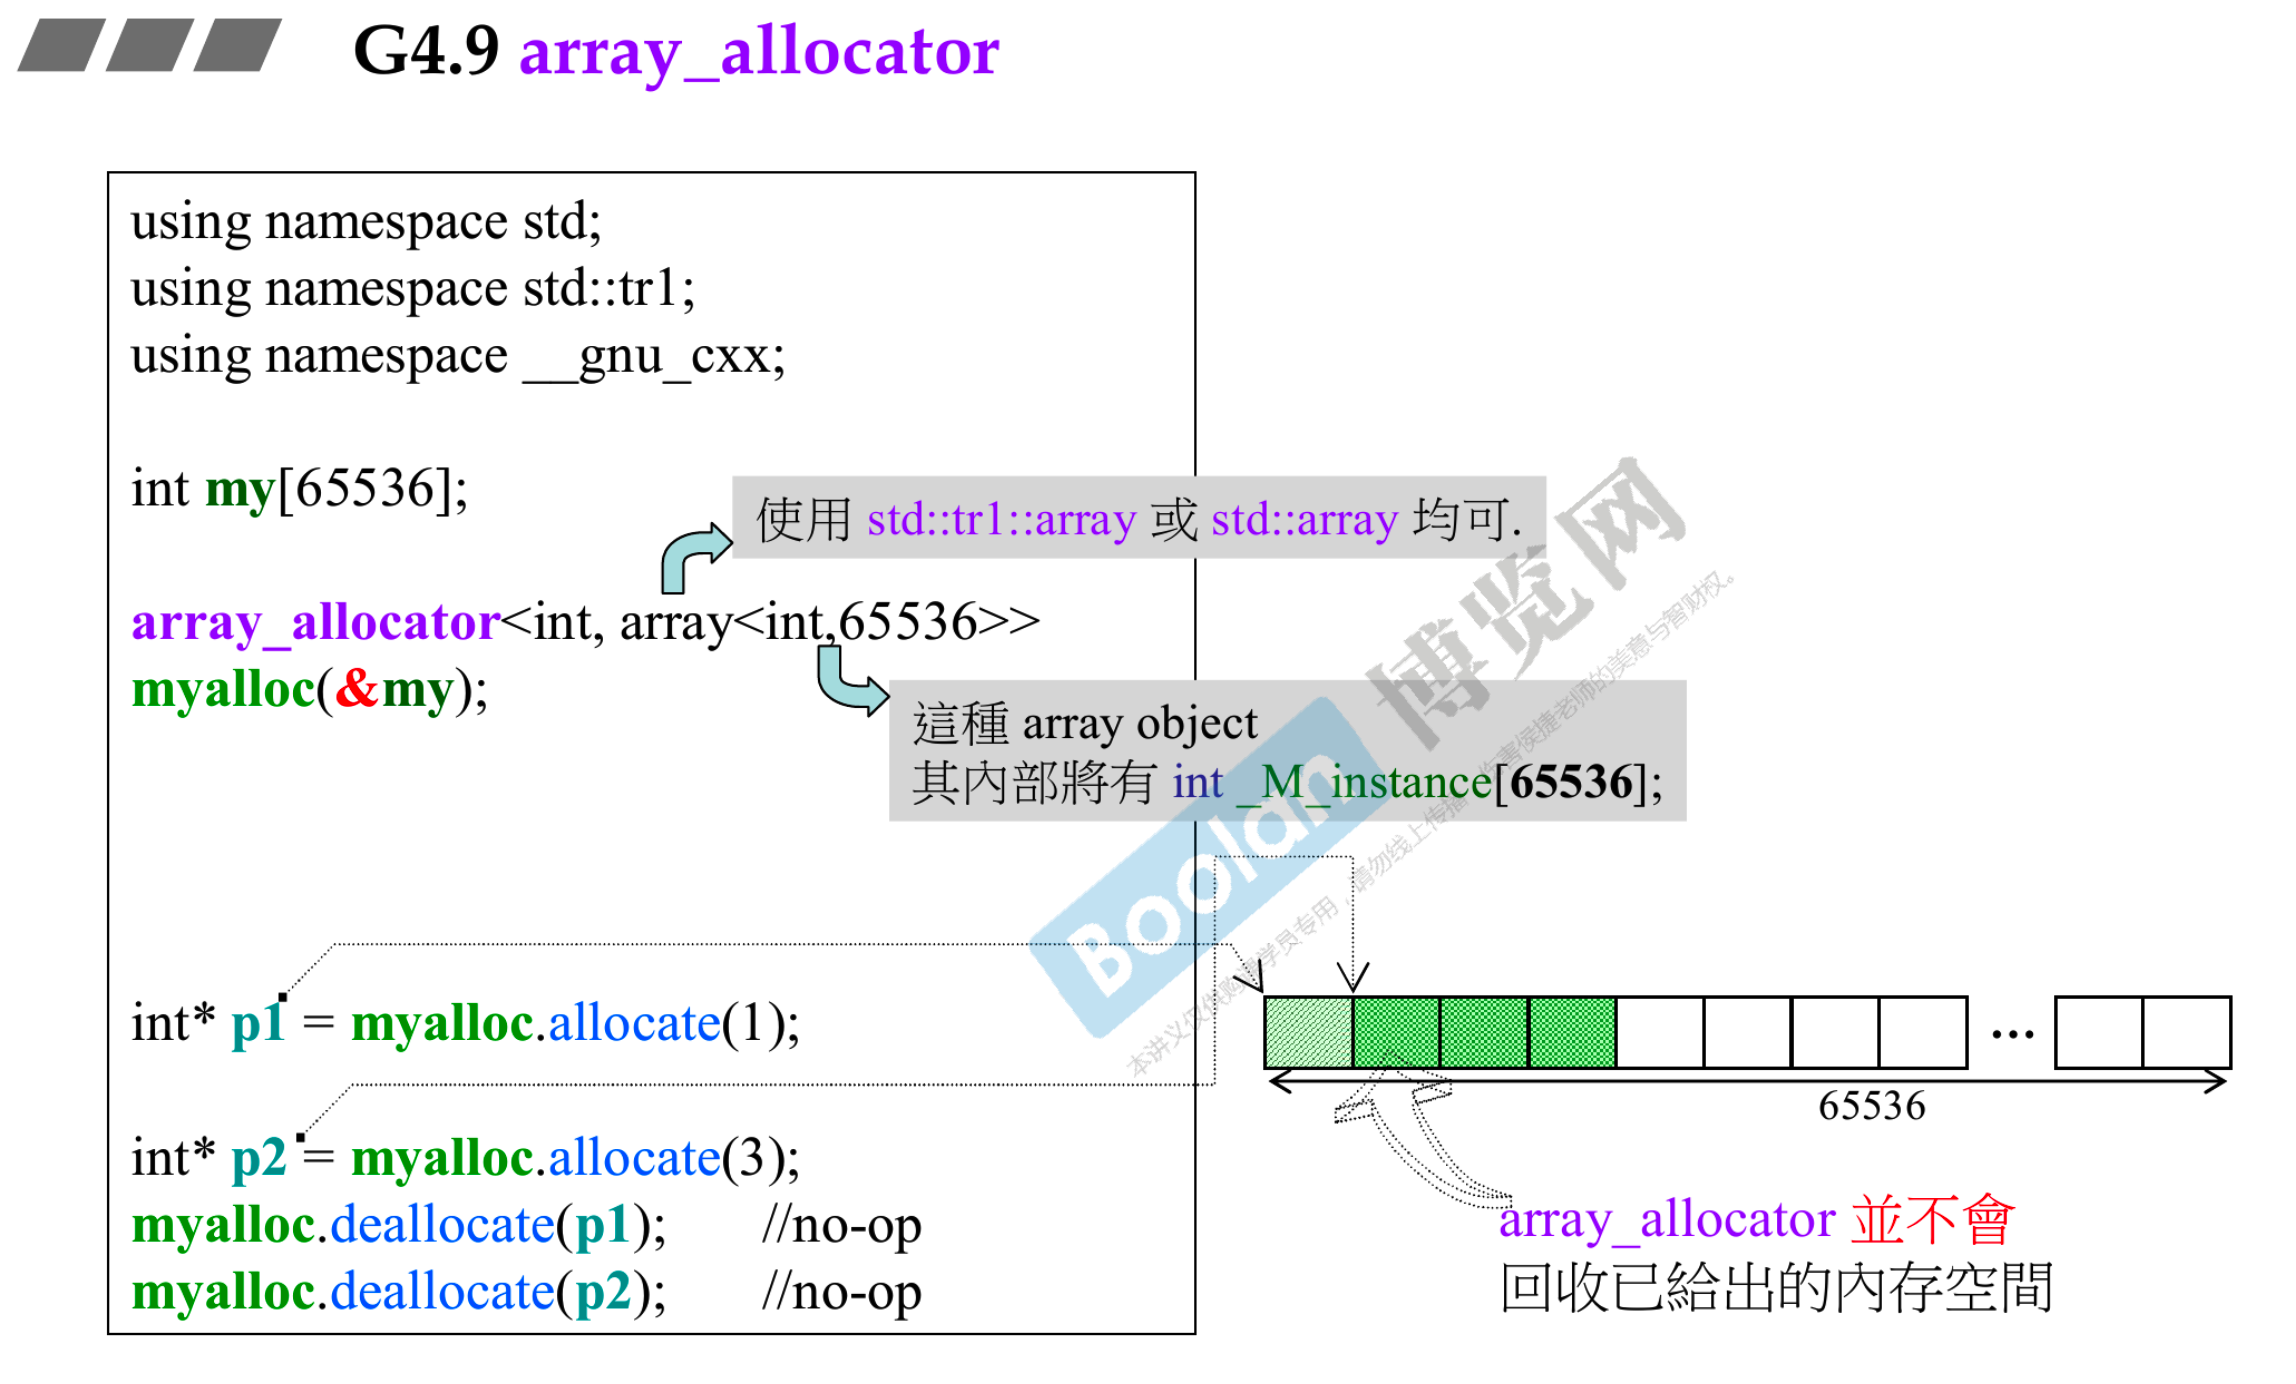 G4.9 array_allocator
using namespace std;
using namespace std::tr1;
using namespace __gnu_cxx;
int my[65536];
使用 std::tr1::array 或 std::array 均可.
array_allocator<int, array<int,65536>>
myalloc(&my);
這種 array object
其內部將有 int _M_instance[65536];
int* p1 = myalloc.allocate(1);
int* p2 = myalloc.allocate(3);
myalloc.deallocate(p1); //no-op
myalloc.deallocate(p2); //no-op
...
65536
array_allocator 並不會
回收已給出的內存空間
Boolan 博览网
本讲义仅供购课学员专用，请勿线上传播 伤害侯捷老师的美意与智财权。